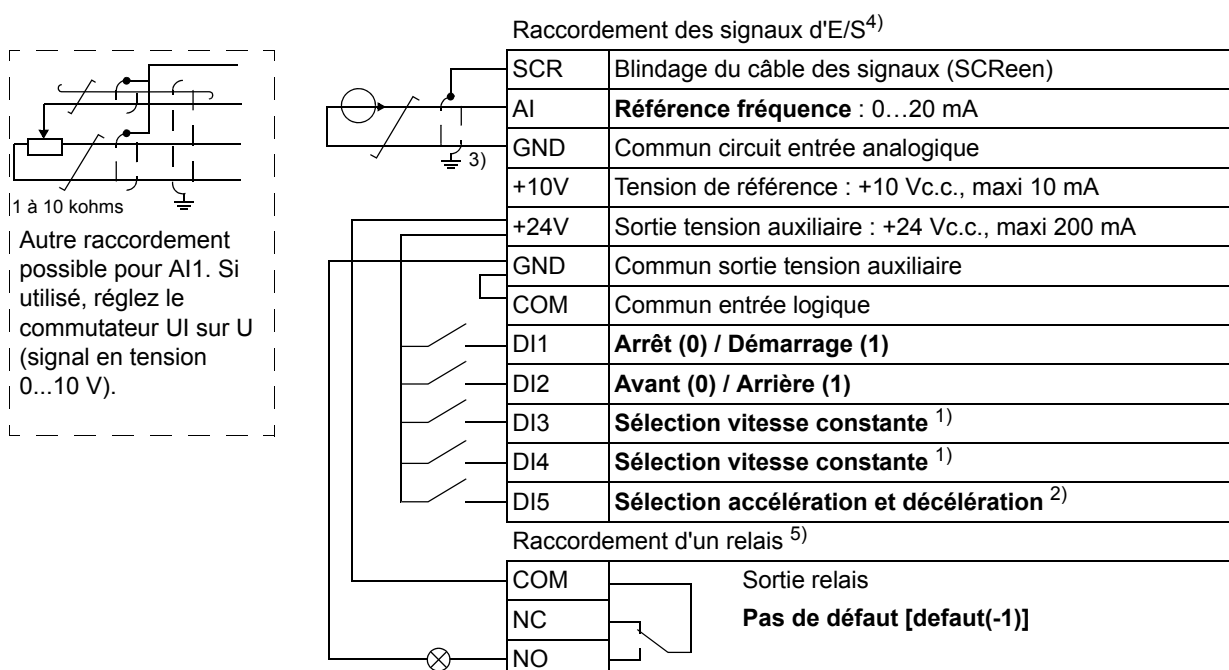 Raccordement des signaux d'E/S4)
SCR Blindage du câble des signaux (SCReen)
AI Référence fréquence : 0…20 mA
GND Commun circuit entrée analogique
3)
+10V Tension de référence : +10 Vc.c., maxi 10 mA
+24V Sortie tension auxiliaire : +24 Vc.c., maxi 200 mA
GND Commun sortie tension auxiliaire
COM Commun entrée logique
DI1 Arrêt (0) / Démarrage (1)
DI2 Avant (0) / Arrière (1)
DI3 Sélection vitesse constante 1)
DI4 Sélection vitesse constante 1)
DI5 Sélection accélération et décélération 2)
Raccordement d'un relais 5)
COM Sortie relais
NC Pas de défaut [defaut(-1)]
NO
1 à 10 kohms
Autre raccordement
possible pour AI1. Si
utilisé, réglez le
commutateur UI sur U
(signal en tension
0...10 V).